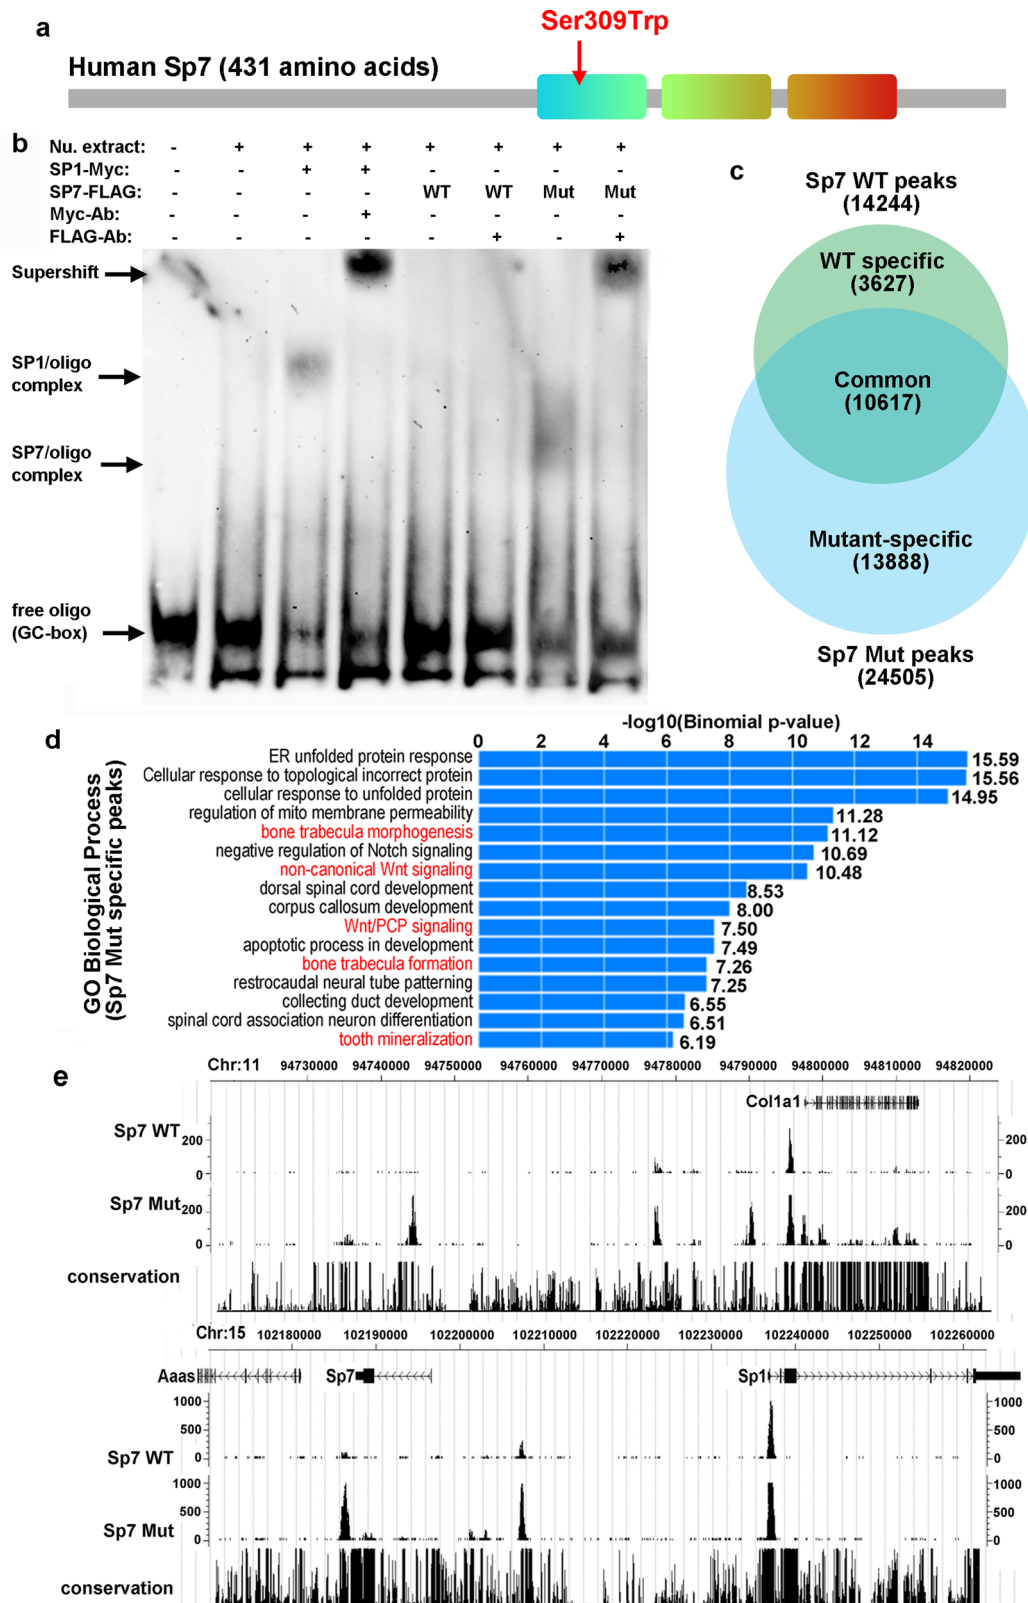 a
Ser309Trp
Human Sp7 (431 amino acids)
b
Nu. extract: - + + + + + + +
SP1-Myc: - - + + - - - -
SP7-FLAG: - - - - WT WT Mut Mut
Myc-Ab: - - - + - - - -
FLAG-Ab: - - - - - + - +
Supershift
SP1/oligo
complex
SP7/oligo
complex
free oligo
(GC-box)
c
Sp7 WT peaks
(14244)
WT specific
(3627)
Common
(10617)
Mutant-specific
(13888)
Sp7 Mut peaks
(24505)
d
GO Biological Process
(Sp7 Mut specific peaks)
-log10(Binomial p-value)
0 2 4 6 8 10 12 14
ER unfolded protein response 15.59
Cellular response to topological incorrect protein 15.56
cellular response to unfolded protein 14.95
regulation of mito membrane permeability 11.28
bone trabecula morphogenesis 11.12
negative regulation of Notch signaling 10.69
non-canonical Wnt signaling 10.48
dorsal spinal cord development 8.53
corpus callosum development 8.00
Wnt/PCP signaling 7.50
apoptotic process in development 7.49
bone trabecula formation 7.26
restrocaudal neural tube patterning 7.25
collecting duct development 6.55
spinal cord association neuron differentiation 6.51
tooth mineralization 6.19
e
Chr:11 94730000 94740000 94750000 94760000 94770000 94780000 94790000 94800000 94810000 94820000
Col1a1
Sp7 WT
200 200
0 0
Sp7 Mut
200 200
0 0
conservation
Chr:15 102180000 102190000 102200000 102210000 102220000 102230000 102240000 102250000 102260000
Aaas Sp7 Sp1
1000 1000
500 500
Sp7 WT 0 0
1000 1000
500 500
Sp7 Mut 0 0
conservation